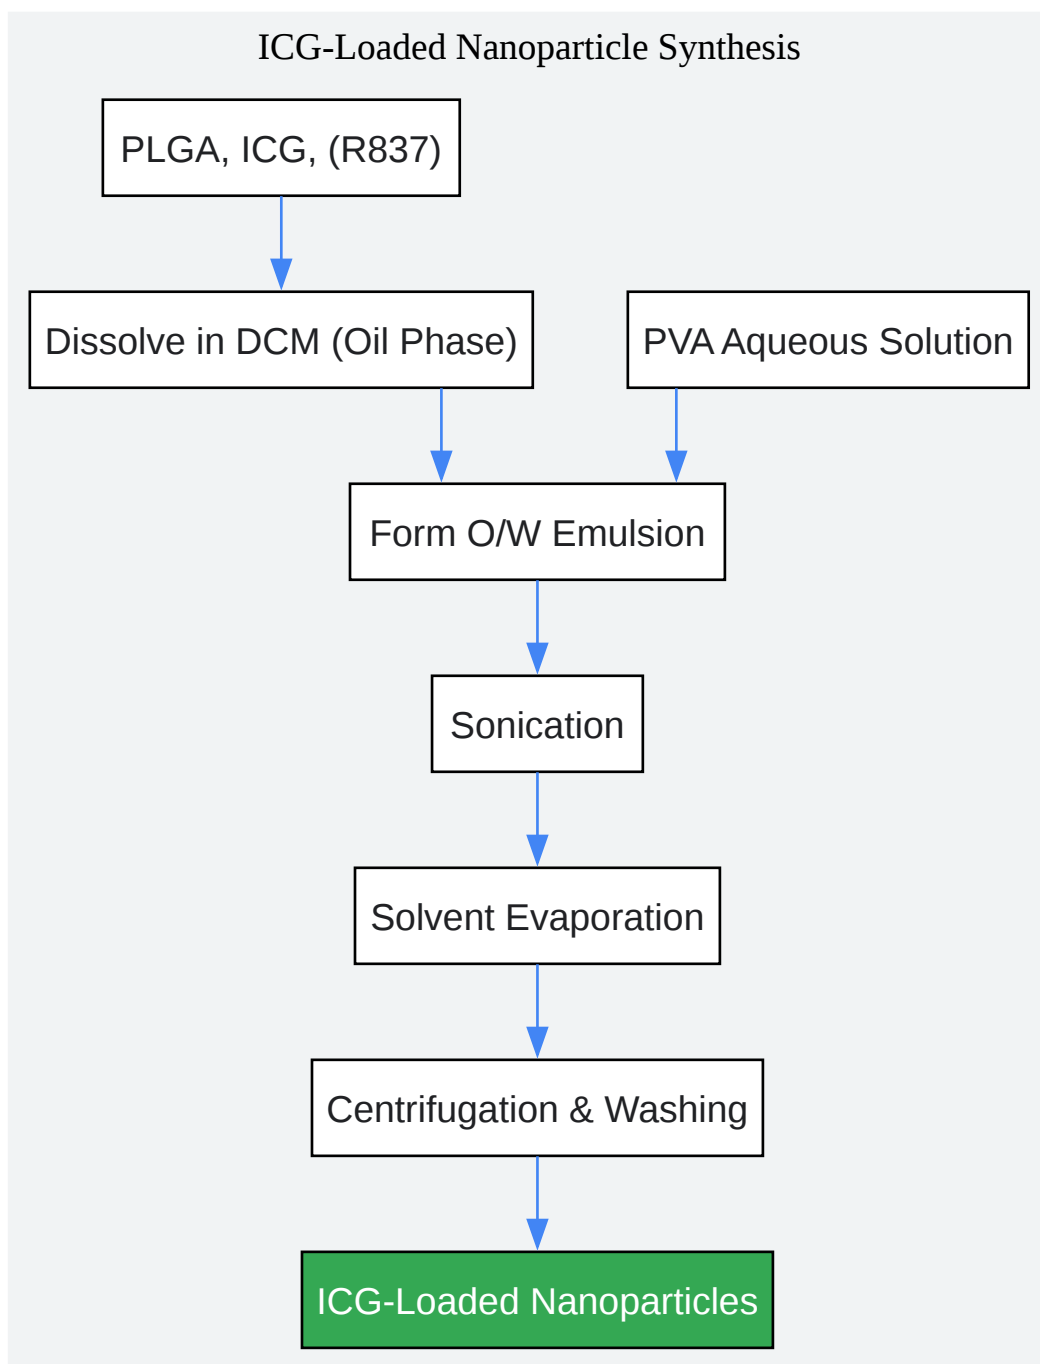 ICG-Loaded Nanoparticle Synthesis
PLGA, ICG, (R837)
Dissolve in DCM (Oil Phase)
PVA Aqueous Solution
Form O/W Emulsion
Sonication
Solvent Evaporation
Centrifugation & Washing
ICG-Loaded Nanoparticles